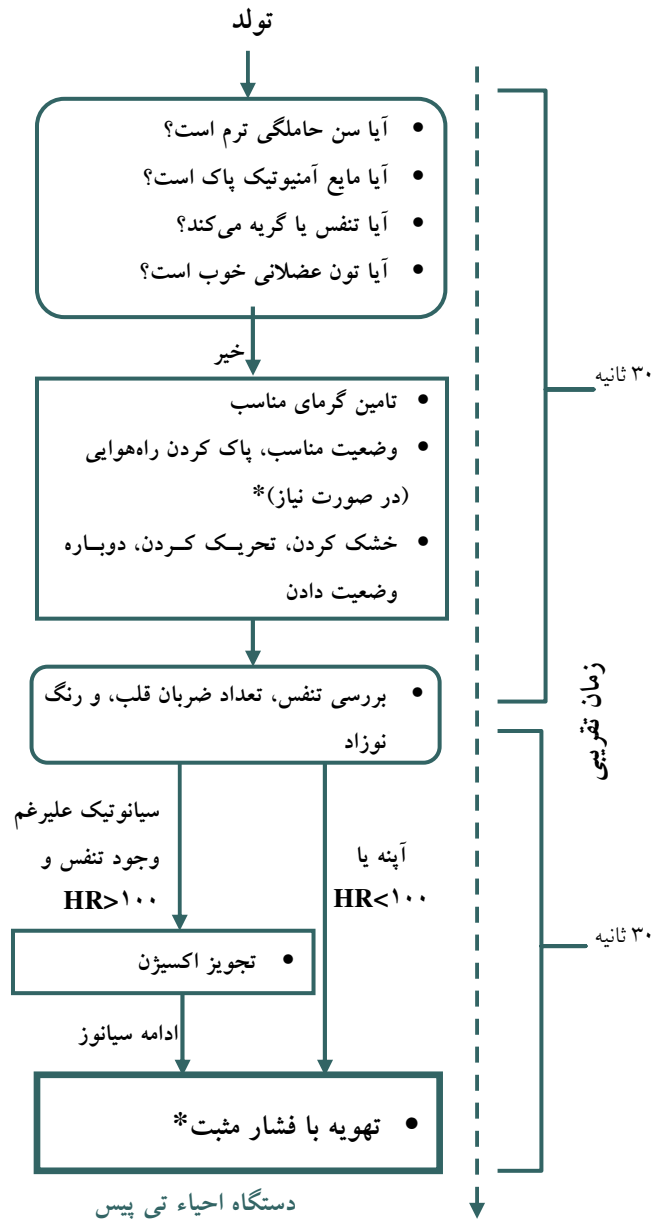 تولد
• آیا سن حاملگی ترم است؟
• آیا مایع آمنیوتیک پاک است؟
• آیا تنفس یا گریه می‌کند؟
• آیا تون عضلانی خوب است؟
خیر
۳۰ ثانیه
• تامین گرمای مناسب
• وضعیت مناسب، پاک کردن راه‌هوایی
(در صورت نیاز)*
• خشک کردن، تحریک کردن، دوباره
وضعیت دادن
زمان تقریبی
• بررسی تنفس، تعداد ضربان قلب، و رنگ
نوزاد
آپنه یا
HR<۱۰۰
سیانوتیک علیرغم
وجود تنفس و
HR>۱۰۰
۳۰ ثانیه
• تجویز اکسیژن
ادامه سیانوز
• تهویه با فشار مثبت*
دستگاه احیاء تی پیس